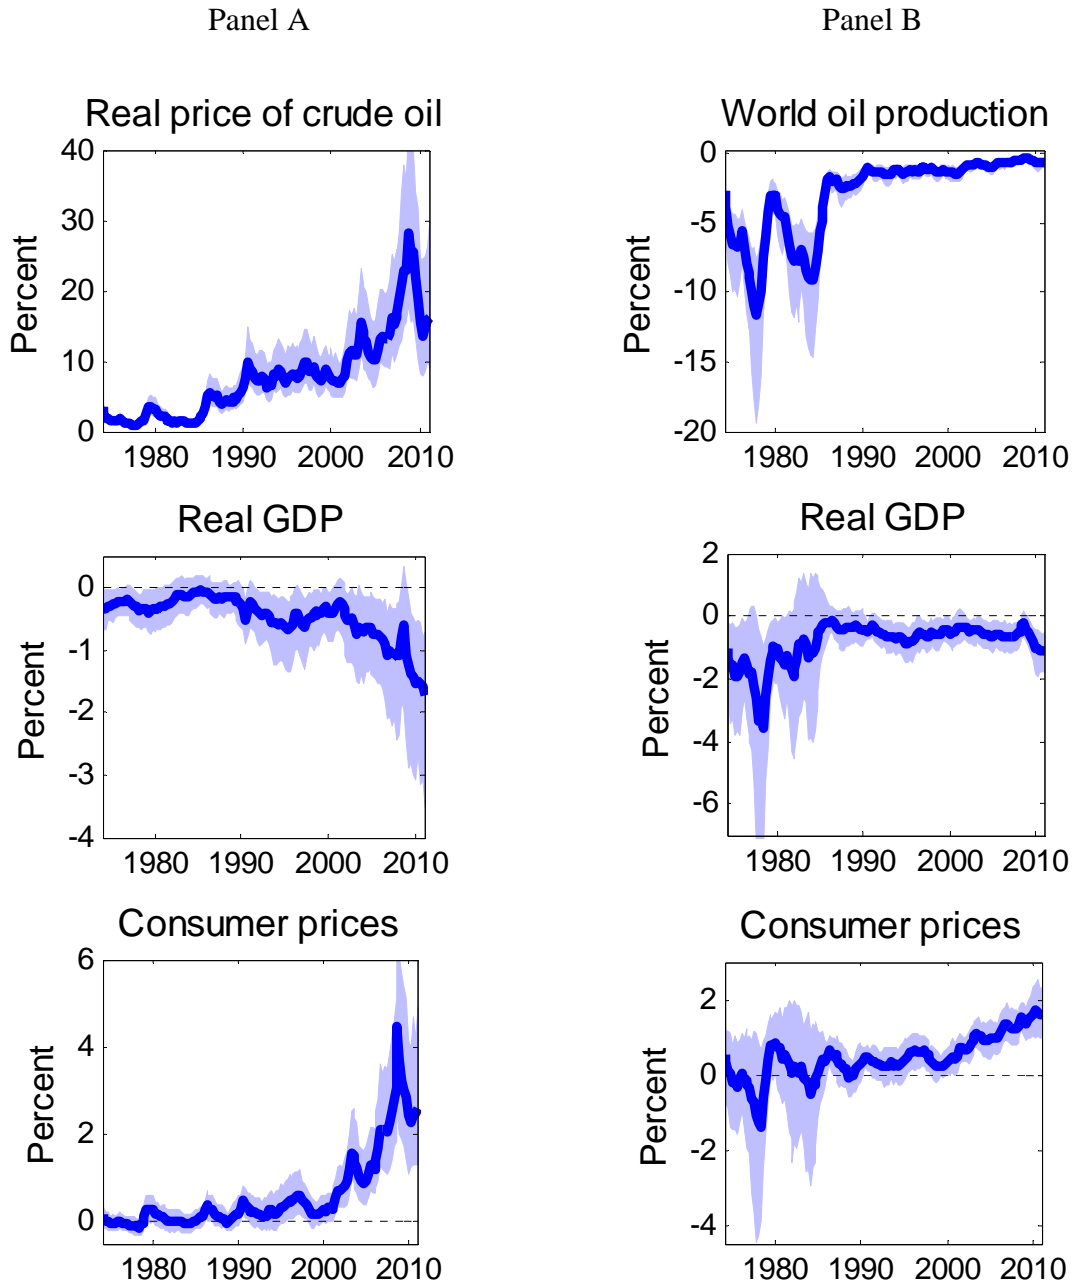 Panel A
Panel B
Real price of crude oil
World oil production
Percent
40
30
20
10
0
1980 1990 2000 2010
Percent
0
-5
-10
-15
-20
1980 1990 2000 2010
Real GDP
Real GDP
Percent
0
-1
-2
-3
-4
1980 1990 2000 2010
Percent
2
0
-2
-4
-6
1980 1990 2000 2010
Consumer prices
Consumer prices
Percent
6
4
2
0
1980 1990 2000 2010
Percent
2
0
-2
-4
1980 1990 2000 2010